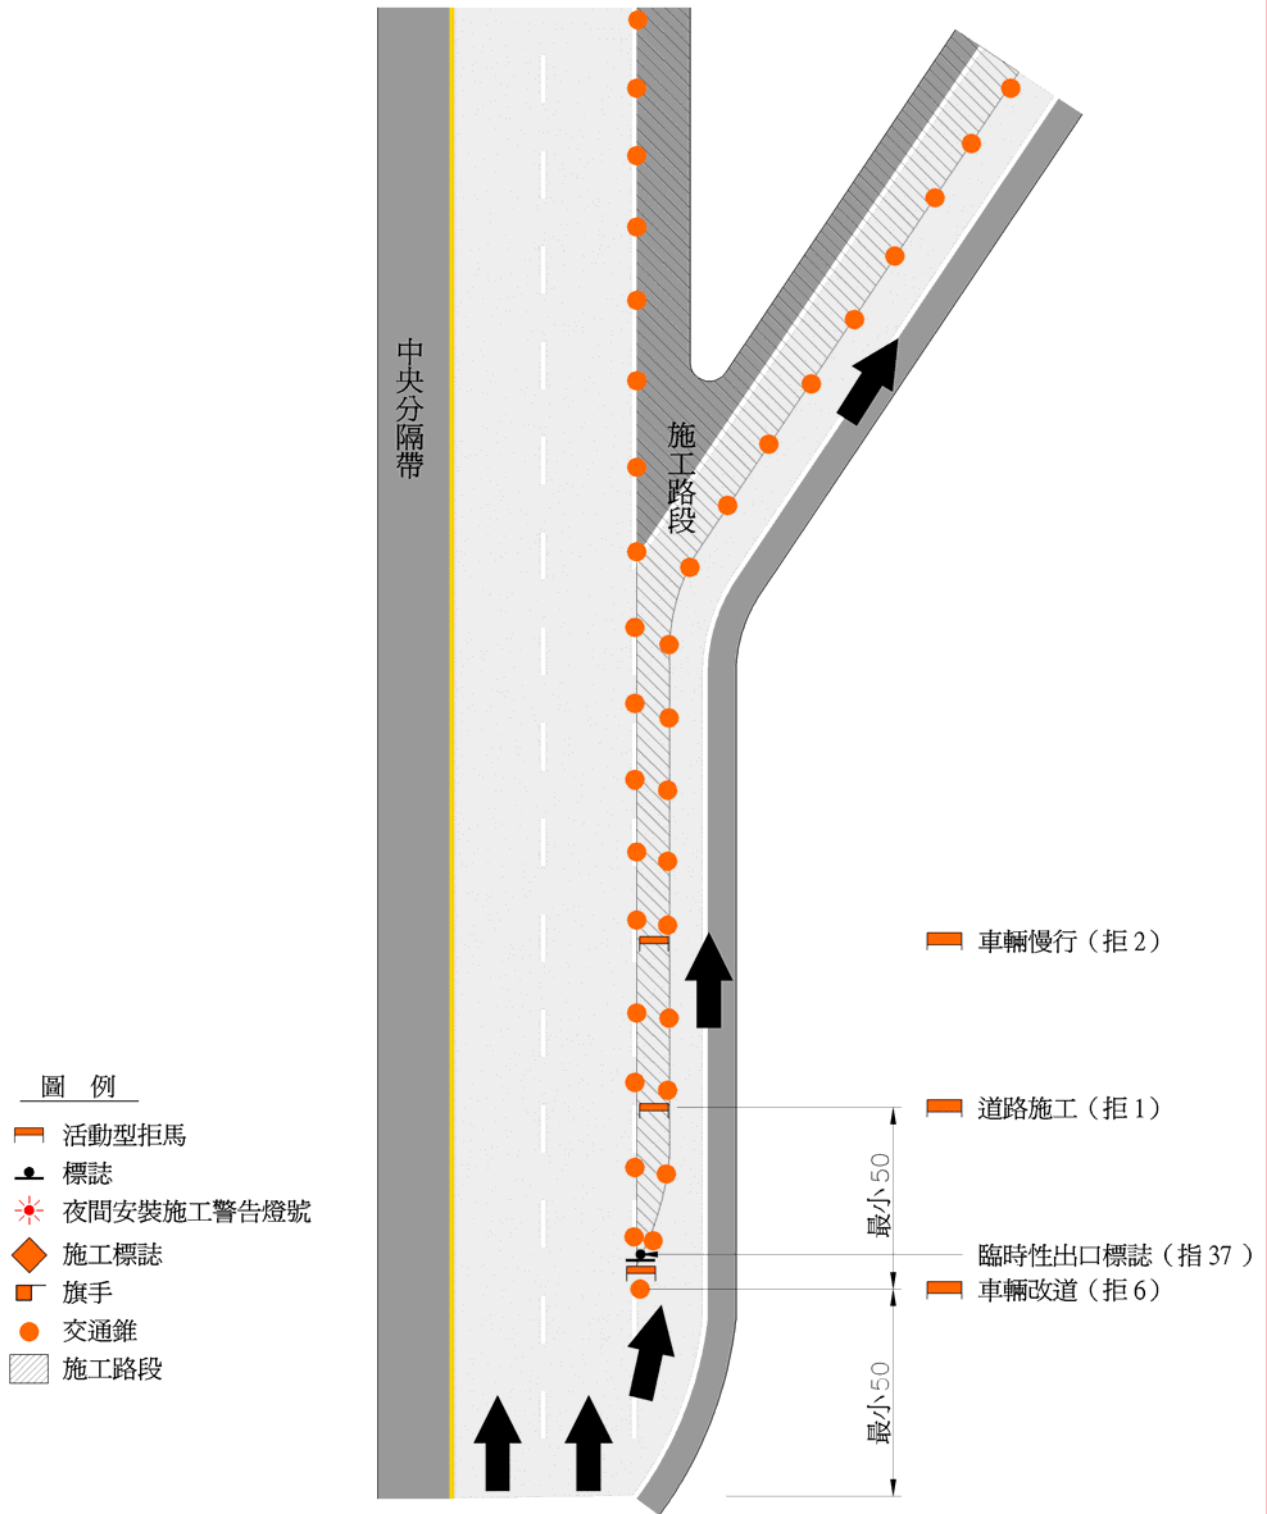 中央分隔帶
施工路段
車輛慢行（拒2）
道路施工（拒1）
最小50
臨時性出口標誌（指37）
車輛改道（拒6）
最小50
圖 例
活動型拒馬
標誌
夜間安裝施工警告燈號
施工標誌
旗手
交通錐
施工路段